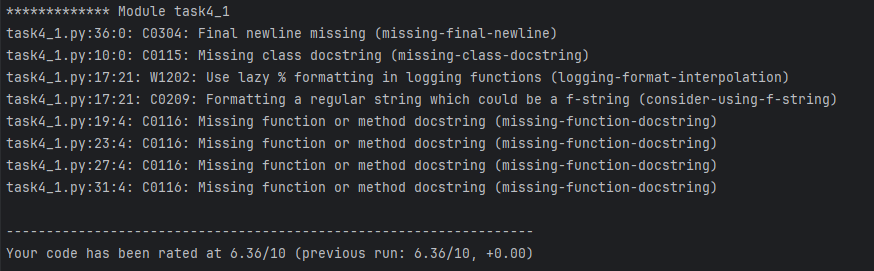 ************* Module task4_1
task4_1.py:36:0: C0304: Final newline missing (missing-final-newline)
task4_1.py:10:0: C0115: Missing class docstring (missing-class-docstring)
task4_1.py:17:21: W1202: Use lazy % formatting in logging functions (logging-format-interpolation)
task4_1.py:17:21: C0209: Formatting a regular string which could be a f-string (consider-using-f-string)
task4_1.py:19:4: C0116: Missing function or method docstring (missing-function-docstring)
task4_1.py:23:4: C0116: Missing function or method docstring (missing-function-docstring)
task4_1.py:27:4: C0116: Missing function or method docstring (missing-function-docstring)
task4_1.py:31:4: C0116: Missing function or method docstring (missing-function-docstring)
------------------------------------------------------------------
Your code has been rated at 6.36/10 (previous run: 6.36/10, +0.00)